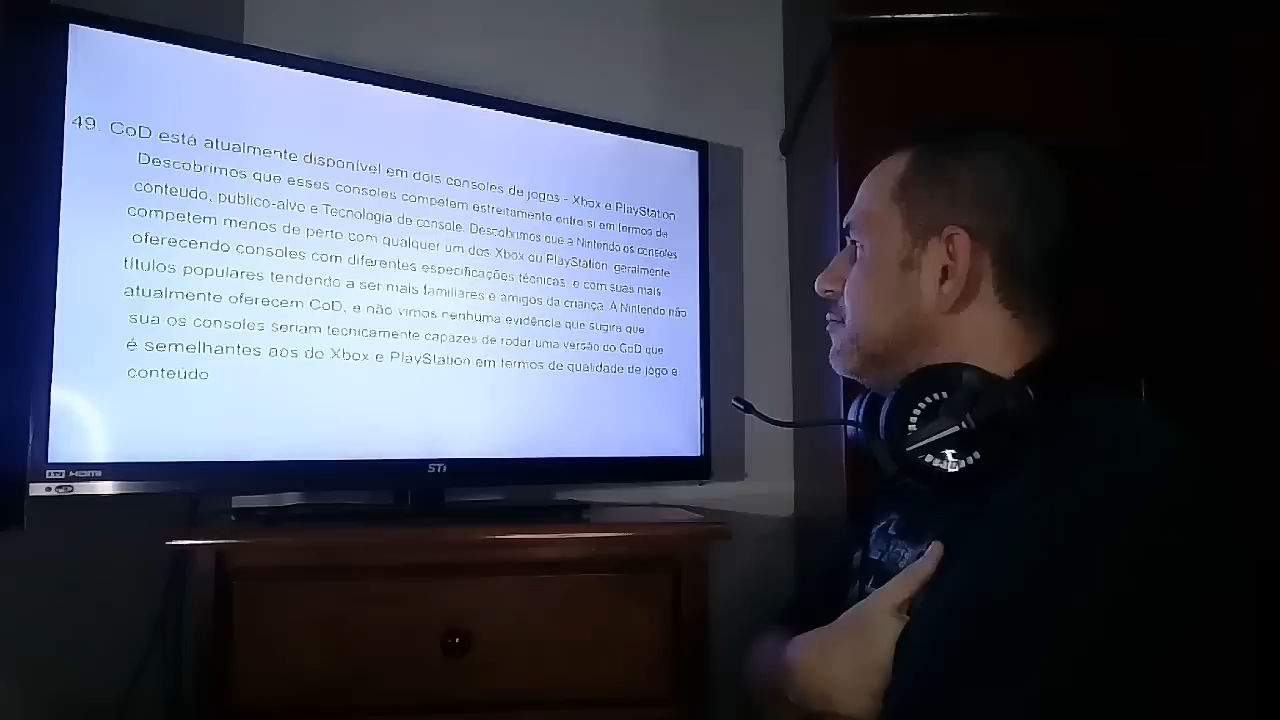 49. CoD está atualmente disponível em dois consoles de jogos - Xbox e PlayStation
Descobrimos que esses consoles competem estreitamente entre si em termos de
conteúdo, publico-alvo e Tecnologia de console. Descobrimos que a Nintendo os consoles
competem menos de perto com qualquer um dos Xbox ou PlayStation, geralmente
oferecendo consoles com diferentes especificações técnicas, e com suas mais
títulos populares tendendo a ser mais familiares e amigos da criança. A Nintendo não
atualmente oferecem CoD, e não vimos nenhuma evidência que sugira que
sua os consoles seriam tecnicamente capazes de rodar uma versão do CoD que
é semelhantes aos do Xbox e PlayStation em termos de qualidade de jogo e
conteúdo
HDMI
STi